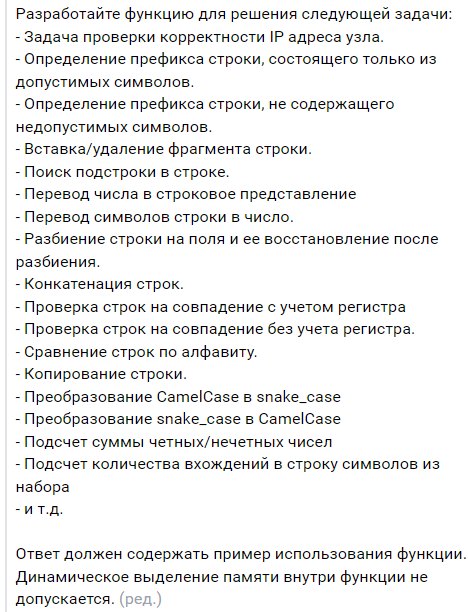 Разработайте функцию для решения следующей задачи:
- Задача проверки корректности IP адреса узла.
- Определение префикса строки, состоящего только из
допустимых символов.
- Определение префикса строки, не содержащего
недопустимых символов.
- Вставка/удаление фрагмента строки.
- Поиск подстроки в строке.
- Перевод числа в строковое представление
- Перевод символов строки в число.
- Разбиение строки на поля и ее восстановление после
разбиения.
- Конкатенация строк.
- Проверка строк на совпадение с учетом регистра
- Проверка строк на совпадение без учета регистра.
- Сравнение строк по алфавиту.
- Копирование строки.
- Преобразование CamelCase в snake_case
- Преобразование snake_case в CamelCase
- Подсчет суммы четных/нечетных чисел
- Подсчет количества вхождений в строку символов из
набора
- и т.д.
Ответ должен содержать пример использования функции.
Динамическое выделение памяти внутри функции не
допускается. (ред.)